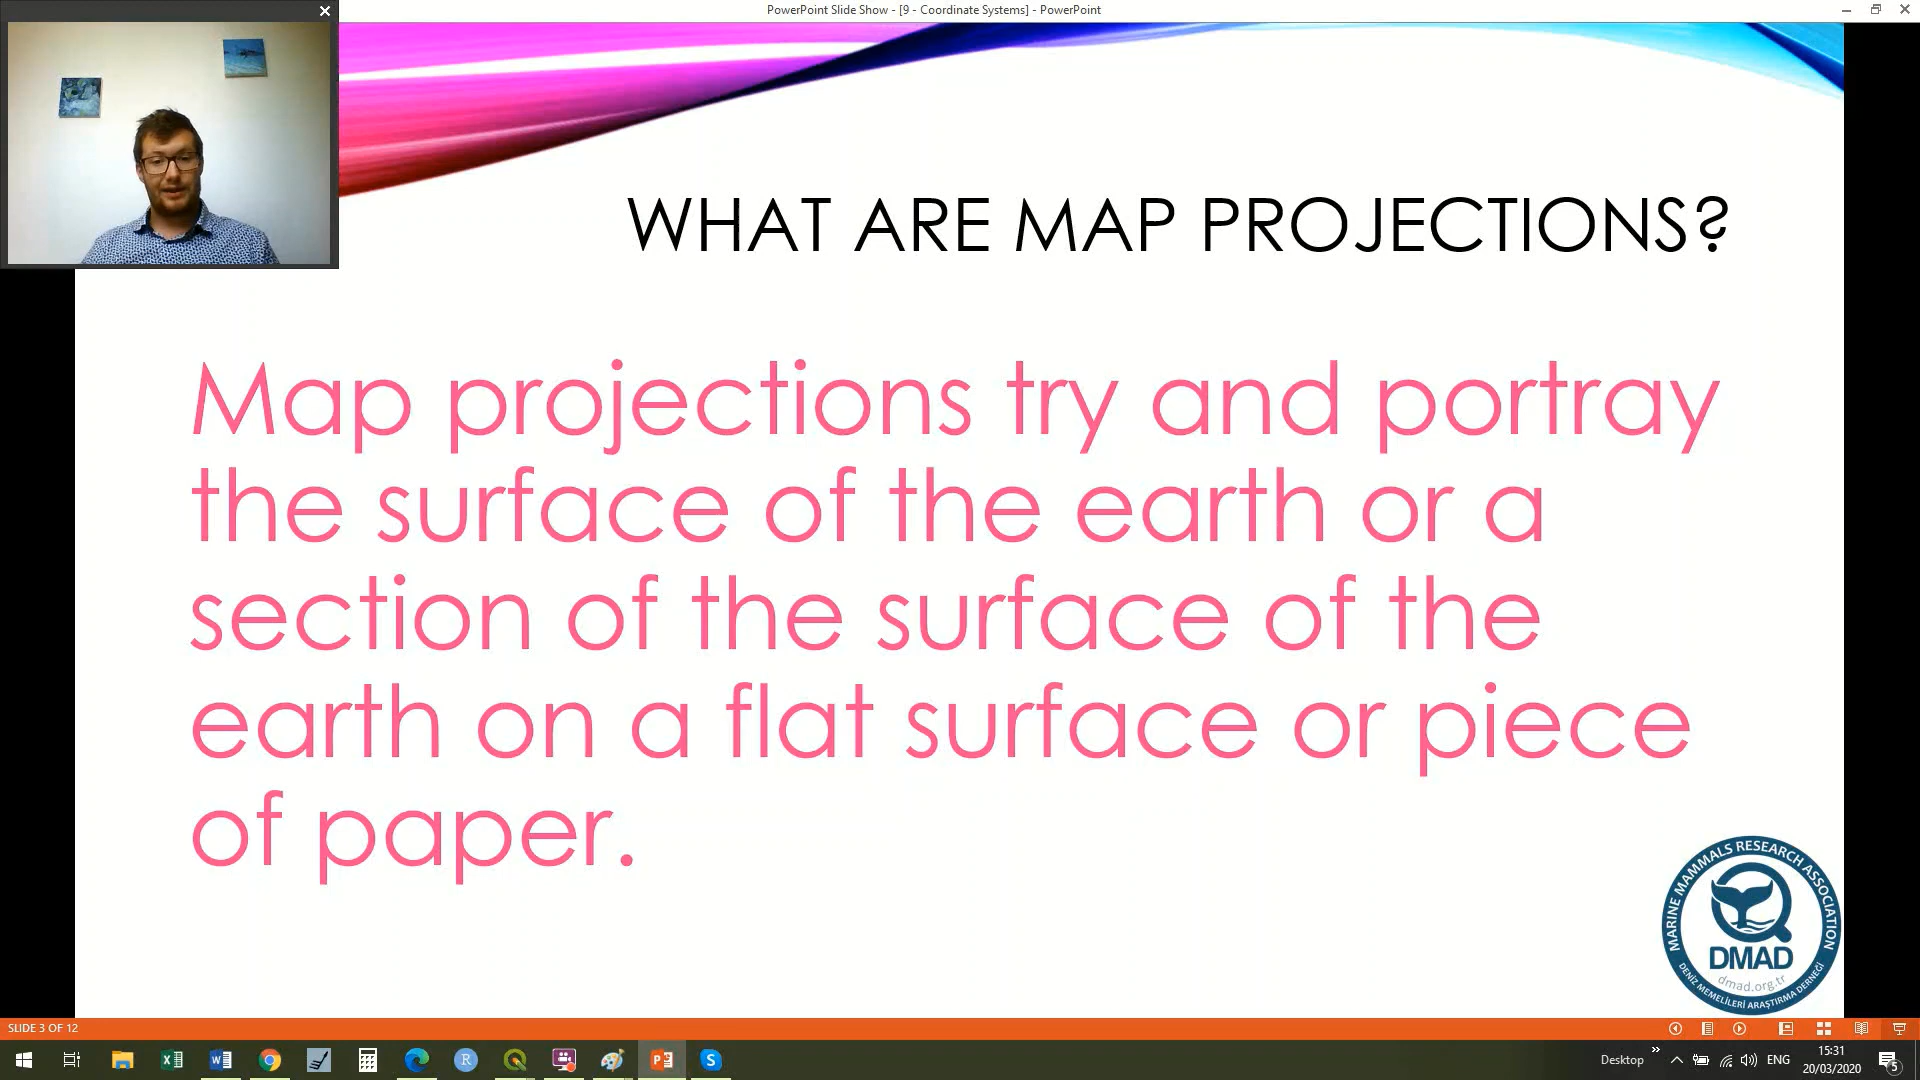 PowerPoint Slide Show - [9 - Coordinate Systems] - PowerPoint
WHAT ARE MAP PROJECTIONS?
Map projections try and portray
the surface of the earth or a
section of the surface of the
earth on a flat surface or piece
of paper.
MARINE MAMMALS RESEARCH ASSOCIATION
DMAD
dmad.org.tr
DENİZ MEMELİLERİ ARAŞTIRMA DERNEĞİ
SLIDE 3 OF 12
Desktop
ENG
15:31
20/03/2020
5